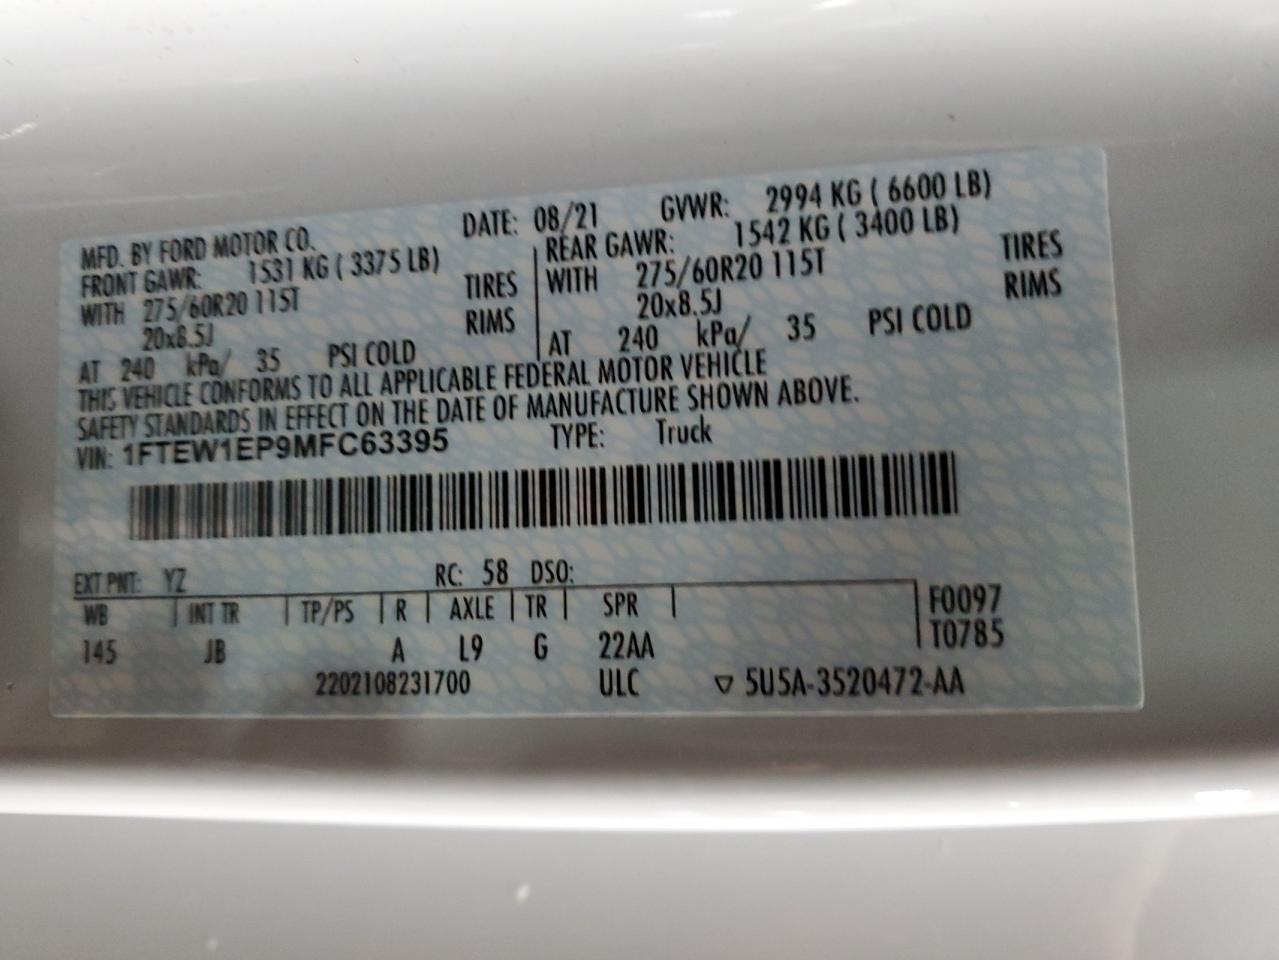 MFD. BY FORD MOTOR CO. DATE: 08/21 GVWR: 2994 KG ( 6600 LB)
FRONT GAWR: 1531 KG ( 3375 LB) REAR GAWR: 1542 KG ( 3400 LB)
WITH 275/60R20 115T TIRES WITH 275/60R20 115T TIRES
20x8.5J RIMS 20x8.5J RIMS
AT 240 kPa/ 35 PSI COLD AT 240 kPa/ 35 PSI COLD
THIS VEHICLE CONFORMS TO ALL APPLICABLE FEDERAL MOTOR VEHICLE
SAFETY STANDARDS IN EFFECT ON THE DATE OF MANUFACTURE SHOWN ABOVE.
VIN: 1FTEW1EP9MFC63395 TYPE: Truck
EXT PNT: YZ RC: 58 DSO:
WB INT TR TP/PS R AXLE TR SPR F0097
145 JB A L9 G 22AA T0785
2202108231700 ULC ▽ 5U5A-3520472-AA